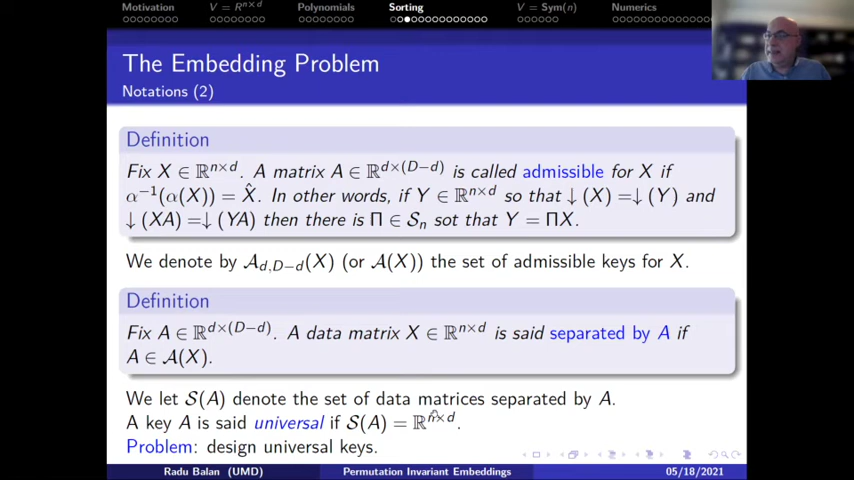 Motivation V = R^{n×d} Polynomials Sorting V = Sym(n) Numerics
The Embedding Problem
Notations (2)
Definition
Fix X ∈ ℝ^{n×d}. A matrix A ∈ ℝ^{d×(D−d)} is called admissible for X if
α^{−1}(α(X)) = X̂. In other words, if Y ∈ ℝ^{n×d} so that ↓(X) =↓(Y) and
↓(XA) =↓(YA) then there is Π ∈ 𝒮_n sot that Y = ΠX.
We denote by 𝒜_{d,D−d}(X) (or 𝒜(X)) the set of admissible keys for X.
Definition
Fix A ∈ ℝ^{d×(D−d)}. A data matrix X ∈ ℝ^{n×d} is said separated by A if
A ∈ 𝒜(X).
We let 𝒮(A) denote the set of data matrices separated by A.
A key A is said universal if 𝒮(A) = ℝ^{n×d}.
Problem: design universal keys.
Radu Balan (UMD) Permutation Invariant Embeddings 05/18/2021